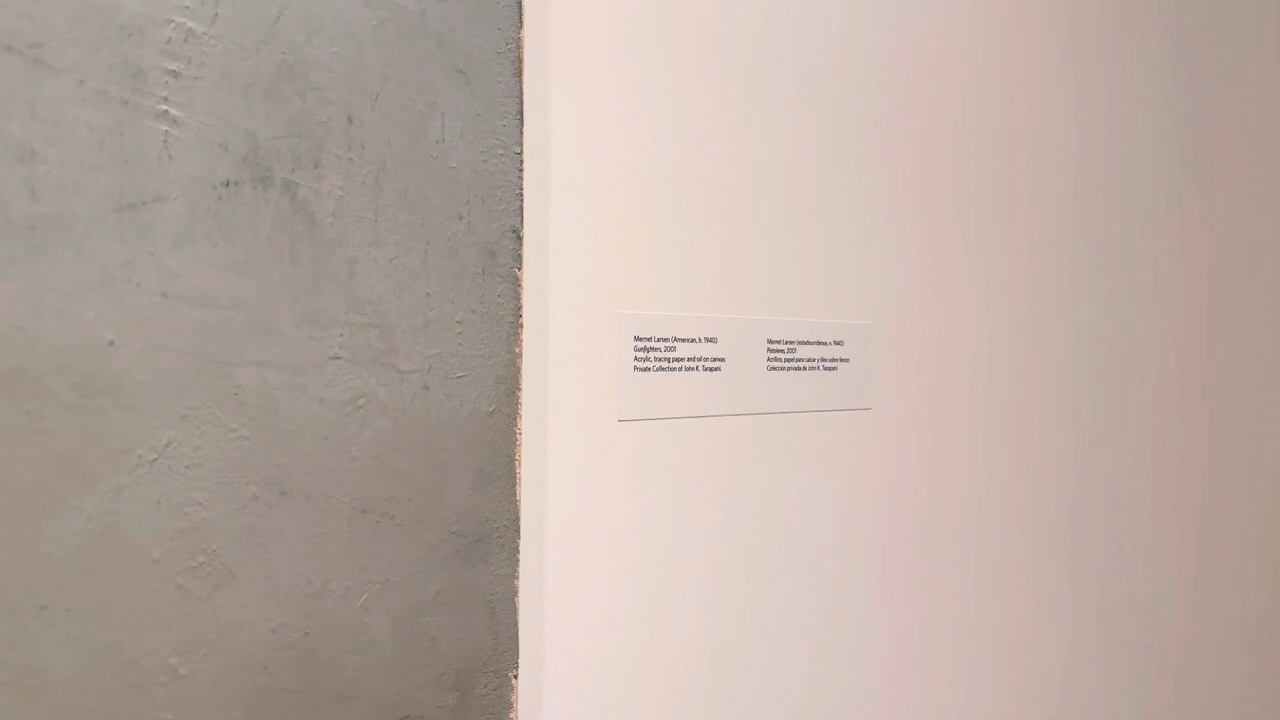 Mernet Larsen (American, b. 1940)
Gunfighters, 2001
Acrylic, tracing paper and oil on canvas
Private Collection of John K. Tarapani.
Mernet Larsen (estadounidense, n. 1940)
Pistoleros, 2001
Acrílico, papel para calcar y óleo sobre lienzo
Colección privada de John K. Tarapani